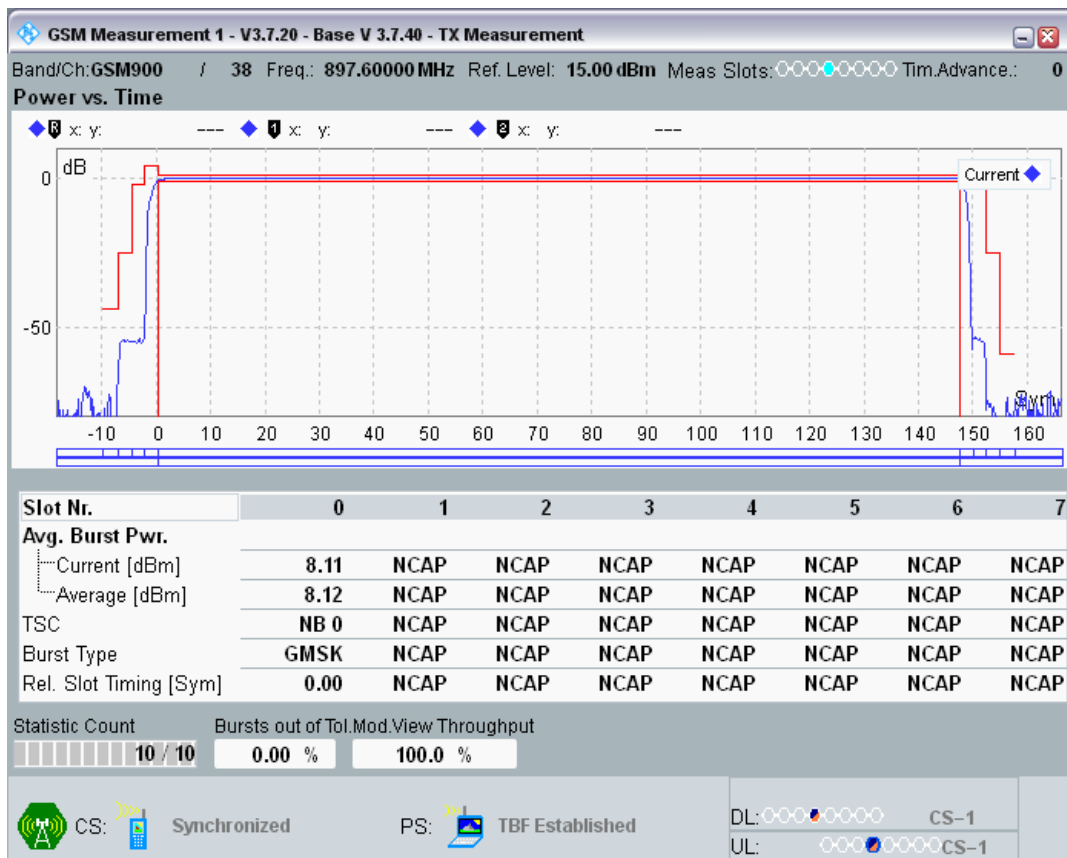 GSM Measurement 1 - V3.7.20 - Base V 3.7.40 - TX Measurement
Band/Ch:GSM900 / 38 Freq.: 897.60000 MHz Ref. Level: 15.00 dBm Meas Slots: Tim.Advance.: 0
Power vs. Time
R x: y: --- 1 x: y: --- 2 x: y: ---
dB
Current
0
-50
Sym
-10 0 10 20 30 40 50 60 70 80 90 100 110 120 130 140 150 160
Slot Nr. 0 1 2 3 4 5 6 7
Avg. Burst Pwr.
Current [dBm] 8.11 NCAP NCAP NCAP NCAP NCAP NCAP NCAP
Average [dBm] 8.12 NCAP NCAP NCAP NCAP NCAP NCAP NCAP
TSC NB 0 NCAP NCAP NCAP NCAP NCAP NCAP NCAP
Burst Type GMSK NCAP NCAP NCAP NCAP NCAP NCAP NCAP
Rel. Slot Timing [Sym] 0.00 NCAP NCAP NCAP NCAP NCAP NCAP NCAP
Statistic Count Bursts out of Tol.Mod.View Throughput
10 / 10 0.00 % 100.0 %
CS: Synchronized PS: TBF Established
DL: CS-1
UL: CS-1